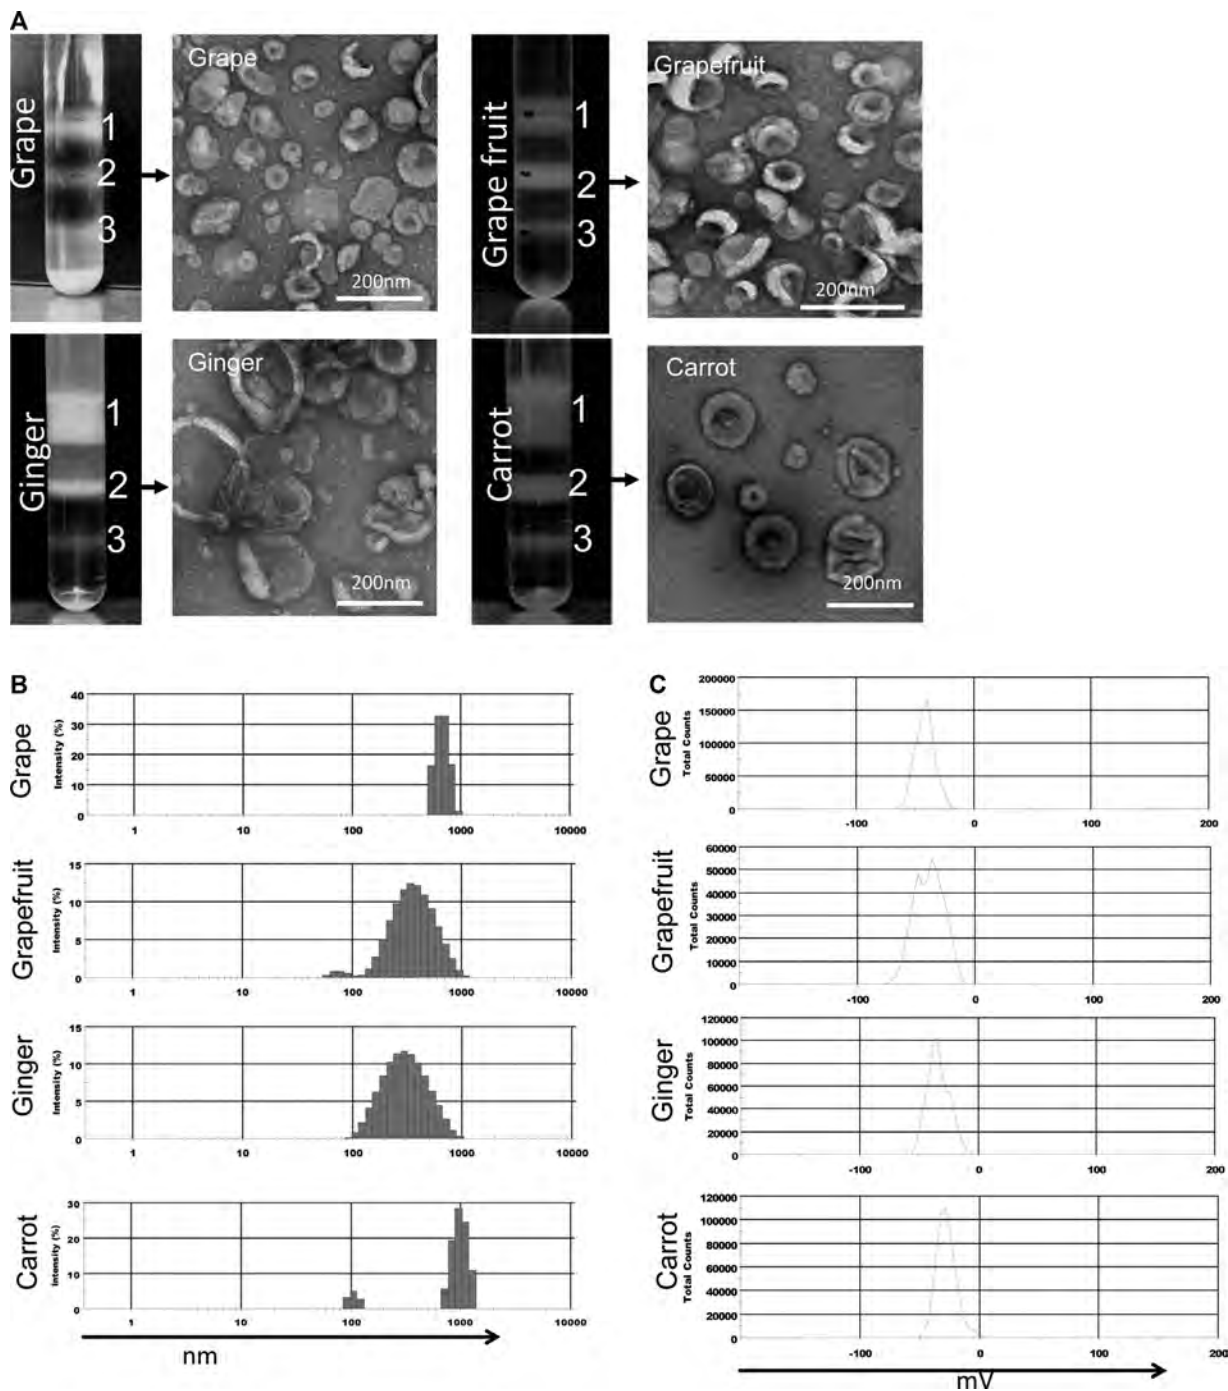 A
Grape
1
2
3
Grape
200nm
Grape fruit
1
2
3
Grapefruit
200nm
Ginger
1
2
3
Ginger
200nm
Carrot
1
2
3
Carrot
200nm
B
Grape
Intensity (%)
40
30
20
10
0
1 10 100 1000 10000
Grapefruit
Intensity (%)
15
10
5
0
1 10 100 1000 10000
Ginger
Intensity (%)
15
10
5
0
1 10 100 1000 10000
Carrot
Intensity (%)
30
20
10
0
1 10 100 1000 10000
nm
C
Grape
Total Counts
200000
150000
100000
50000
0
-100 0 100 200
Grapefruit
Total Counts
60000
50000
40000
30000
20000
10000
0
-100 0 100 200
Ginger
Total Counts
120000
100000
80000
60000
40000
20000
0
-100 0 100 200
Carrot
Total Counts
120000
100000
80000
60000
40000
20000
0
-100 0 100 200
mV